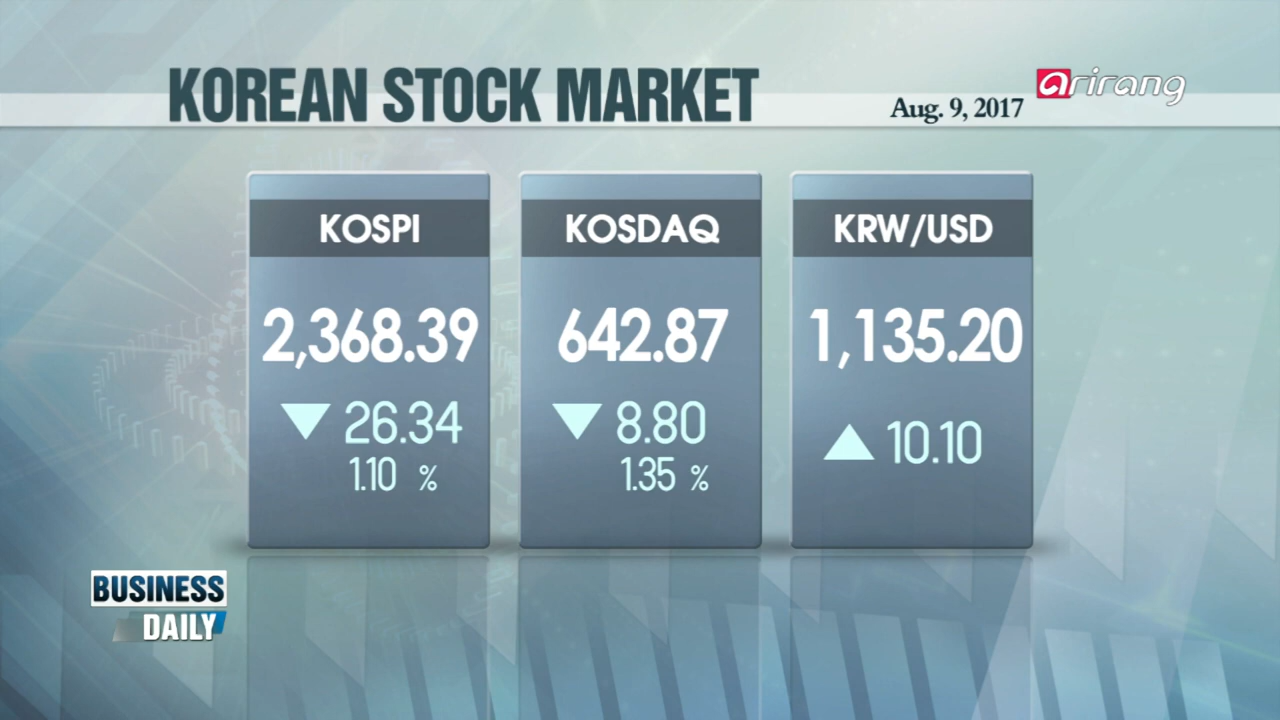 KOREAN STOCK MARKET
Aug. 9, 2017
arirang
KOSPI
2,368.39
▼ 26.34
1.10 %
KOSDAQ
642.87
▼ 8.80
1.35 %
KRW/USD
1,135.20
▲ 10.10
BUSINESS
DAILY